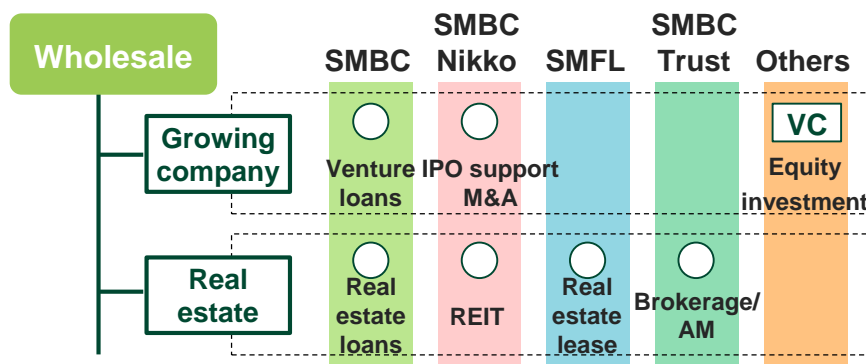 Wholesale
SMBC
SMBC
Nikko
SMFL
SMBC
Trust
Others
Growing
company
Venture
loans
IPO support
M&A
VC
Equity
investment
Real
estate
Real
estate
loans
REIT
Real
estate
lease
Brokerage/
AM